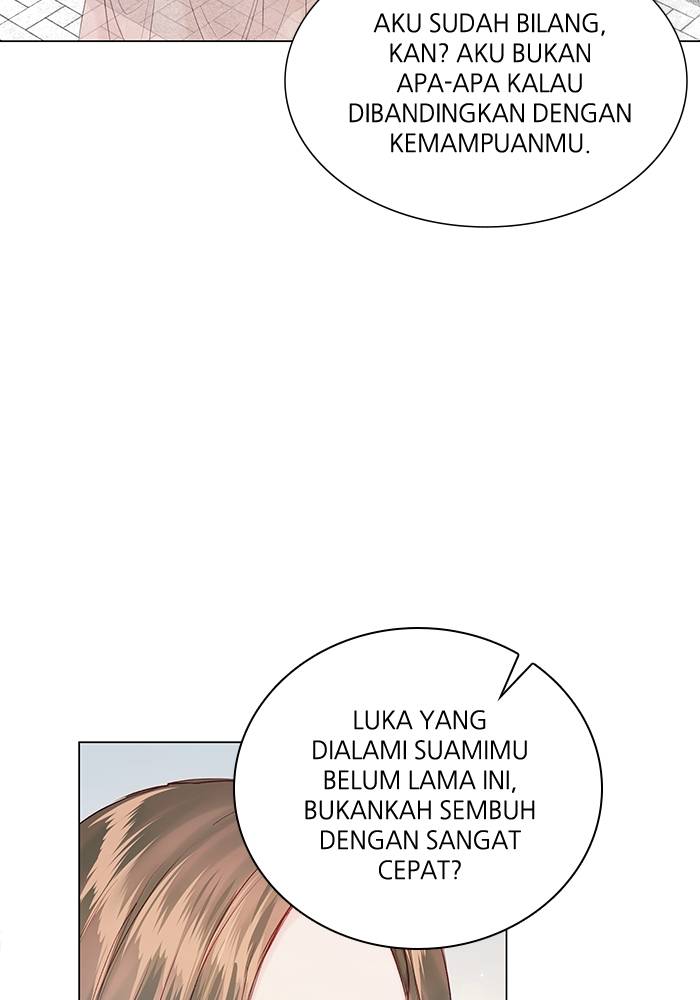 AKU SUDAH BILANG,
KAN? AKU BUKAN
APA-APA KALAU
DIBANDINGKAN DENGAN
KEMAMPUANMU.
LUKA YANG
DIALAMI SUAMIMU
BELUM LAMA INI,
BUKANKAH SEMBUH
DENGAN SANGAT
CEPAT?